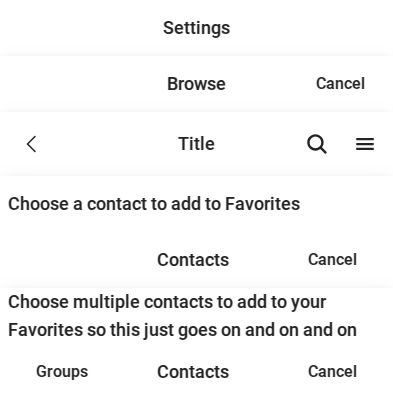 Settings
Browse Cancel
Title
Choose a contact to add to Favorites
Contacts Cancel
Choose multiple contacts to add to your
Favorites so this just goes on and on and on
Groups Contacts Cancel